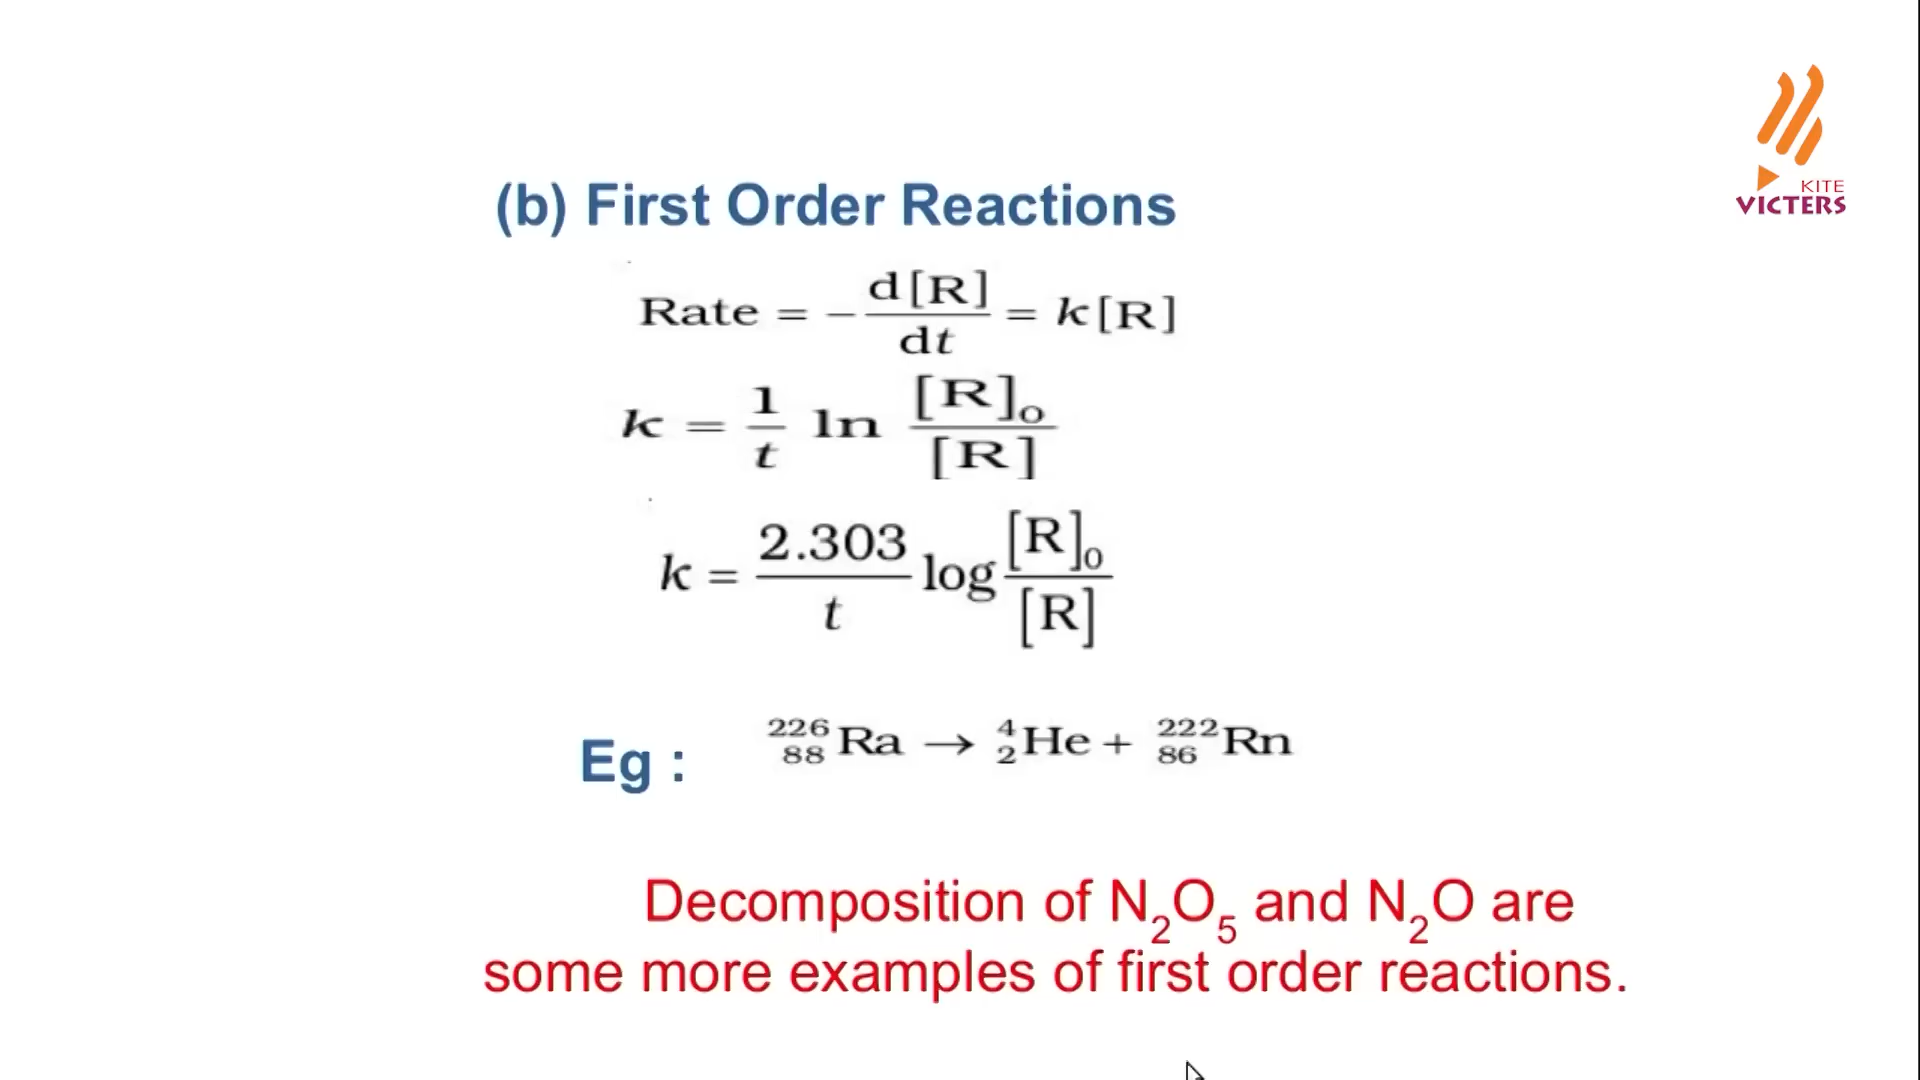 KITE
VICTERS
(b) First Order Reactions
Rate = −d[R]/dt = k[R]
k = 1/t ln [R]₀/[R]
k = 2.303/t log [R]₀/[R]
Eg : ²²⁶₈₈Ra → ⁴₂He + ²²²₈₆Rn
Decomposition of N₂O₅ and N₂O are
some more examples of first order reactions.